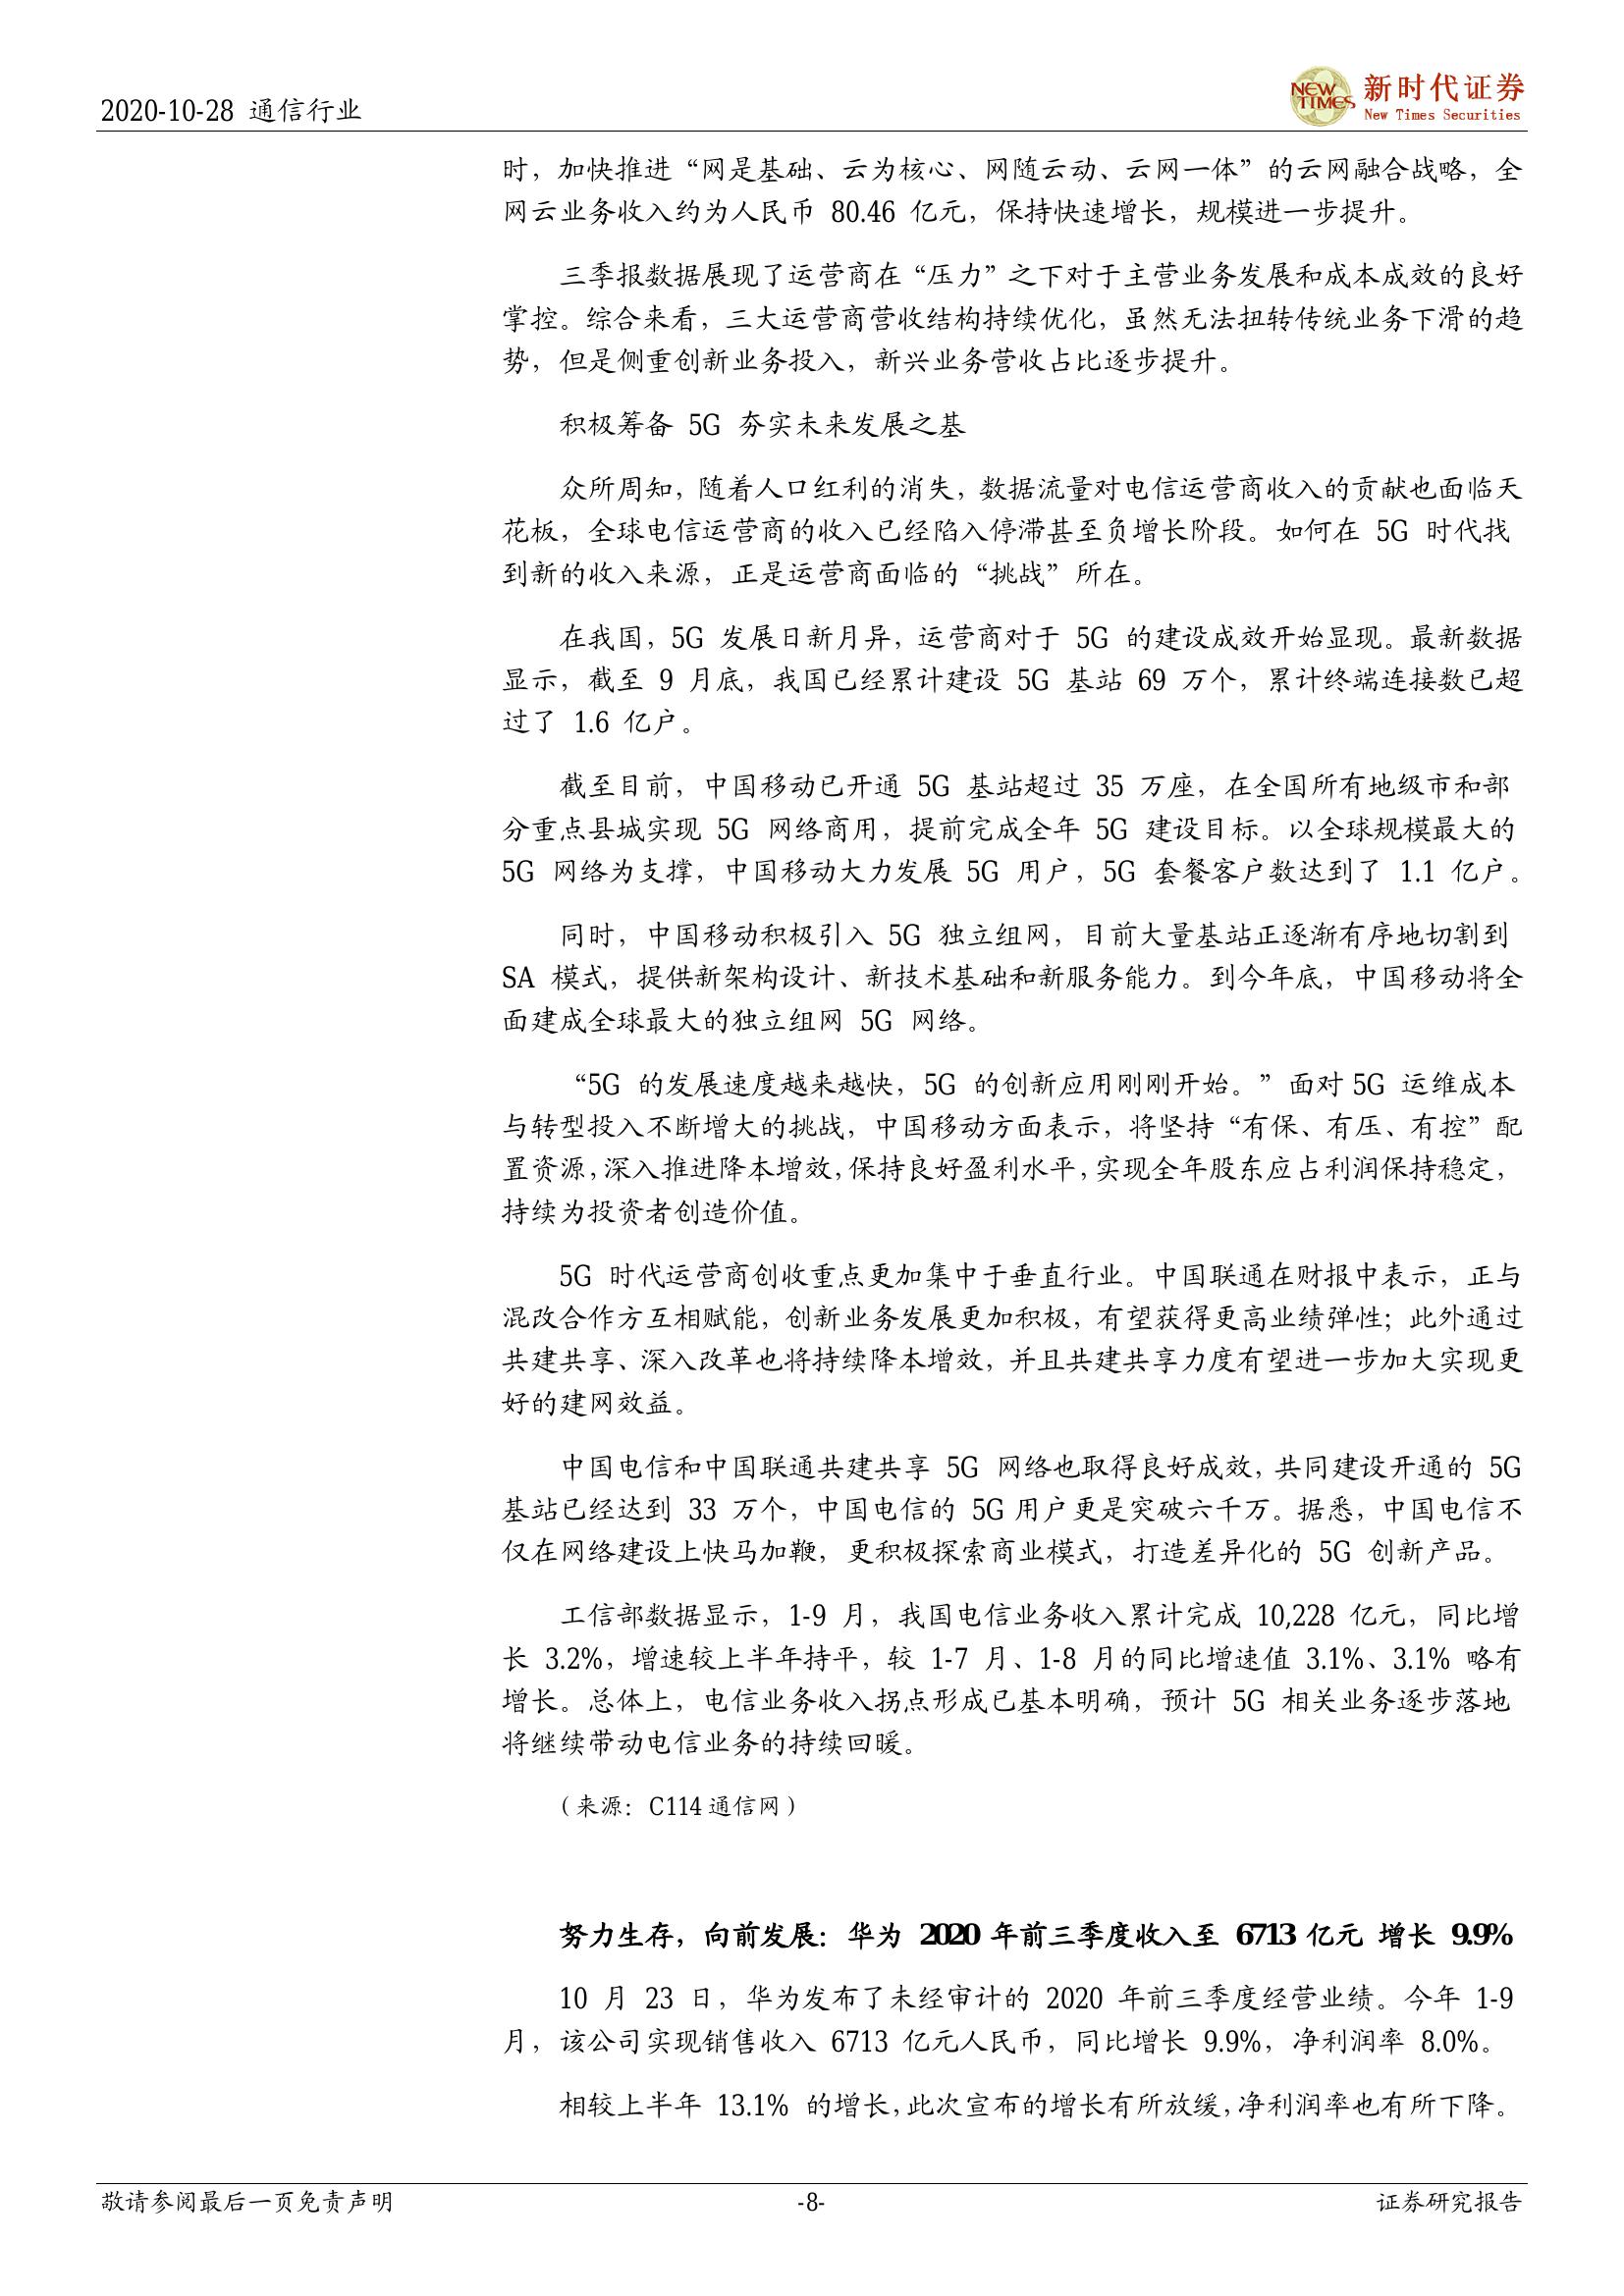 2020-10-28 通信行业
NEW TIMES
新时代证券
New Times Securities
时，加快推进“网是基础、云为核心、网随云动、云网一体”的云网融合战略，全
网云业务收入约为人民币 80.46 亿元，保持快速增长，规模进一步提升。
三季报数据展现了运营商在“压力”之下对于主营业务发展和成本成效的良好
掌控。综合来看，三大运营商营收结构持续优化，虽然无法扭转传统业务下滑的趋
势，但是侧重创新业务投入，新兴业务营收占比逐步提升。
积极筹备 5G 夯实未来发展之基
众所周知，随着人口红利的消失，数据流量对电信运营商收入的贡献也面临天
花板，全球电信运营商的收入已经陷入停滞甚至负增长阶段。如何在 5G 时代找
到新的收入来源，正是运营商面临的“挑战”所在。
在我国，5G 发展日新月异，运营商对于 5G 的建设成效开始显现。最新数据
显示，截至 9 月底，我国已经累计建设 5G 基站 69 万个，累计终端连接数已超
过了 1.6 亿户。
截至目前，中国移动已开通 5G 基站超过 35 万座，在全国所有地级市和部
分重点县城实现 5G 网络商用，提前完成全年 5G 建设目标。以全球规模最大的
5G 网络为支撑，中国移动大力发展 5G 用户，5G 套餐客户数达到了 1.1 亿户。
同时，中国移动积极引入 5G 独立组网，目前大量基站正逐渐有序地切割到
SA 模式，提供新架构设计、新技术基础和新服务能力。到今年底，中国移动将全
面建成全球最大的独立组网 5G 网络。
“5G 的发展速度越来越快，5G 的创新应用刚刚开始。”面对 5G 运维成本
与转型投入不断增大的挑战，中国移动方面表示，将坚持“有保、有压、有控”配
置资源，深入推进降本增效，保持良好盈利水平，实现全年股东应占利润保持稳定，
持续为投资者创造价值。
5G 时代运营商创收重点更加集中于垂直行业。中国联通在财报中表示，正与
混改合作方互相赋能，创新业务发展更加积极，有望获得更高业绩弹性；此外通过
共建共享、深入改革也将持续降本增效，并且共建共享力度有望进一步加大实现更
好的建网效益。
中国电信和中国联通共建共享 5G 网络也取得良好成效，共同建设开通的 5G
基站已经达到 33 万个，中国电信的 5G 用户更是突破六千万。据悉，中国电信不
仅在网络建设上快马加鞭，更积极探索商业模式，打造差异化的 5G 创新产品。
工信部数据显示，1-9 月，我国电信业务收入累计完成 10,228 亿元，同比增
长 3.2%，增速较上半年持平，较 1-7 月、1-8 月的同比增速值 3.1%、3.1% 略有
增长。总体上，电信业务收入拐点形成已基本明确，预计 5G 相关业务逐步落地
将继续带动电信业务的持续回暖。
（来源：C114 通信网）
努力生存，向前发展：华为 2020 年前三季度收入至 6713 亿元 增长 9.9%
10 月 23 日，华为发布了未经审计的 2020 年前三季度经营业绩。今年 1-9
月，该公司实现销售收入 6713 亿元人民币，同比增长 9.9%，净利润率 8.0%。
相较上半年 13.1% 的增长，此次宣布的增长有所放缓，净利润率也有所下降。
敬请参阅最后一页免责声明
-8-
证券研究报告